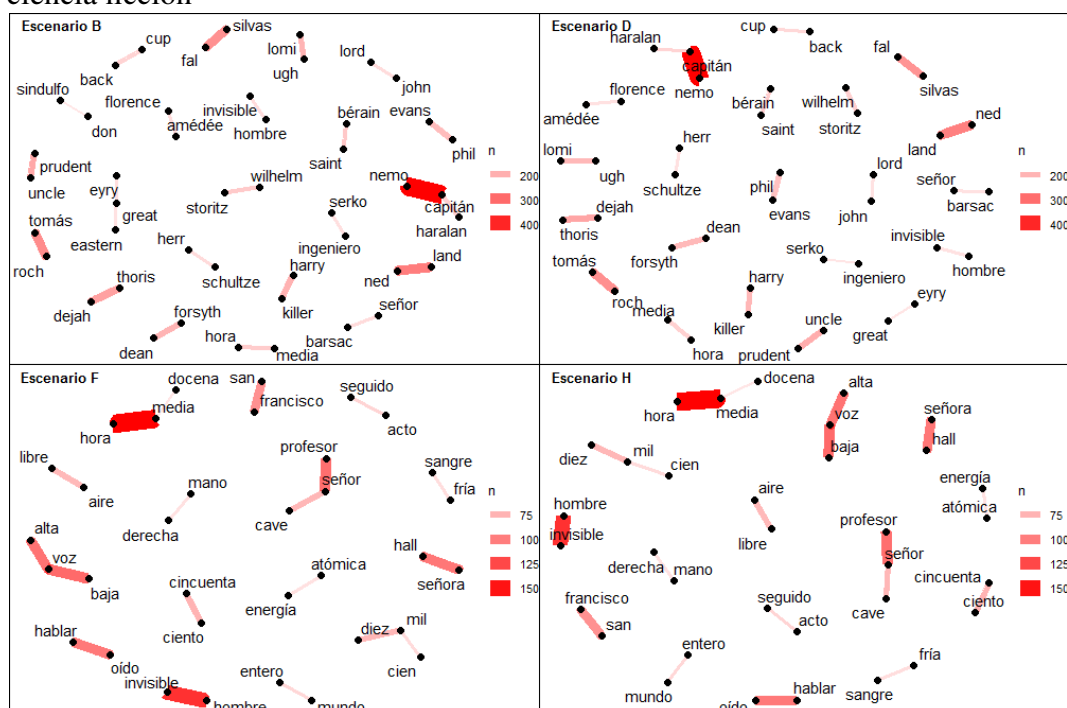 ciencia ficción
Escenario B
cup
back
silvas
fal
lomi
ugh
lord
john
sindulfo
don
florence
amédée
invisible
hombre
bérain
saint
evans
phil
prudent
uncle
eyry
great
eastern
wilhelm
storitz
nemo
capitán
haralan
serko
ingeniero
tomás
roch
herr
schultze
thoris
dejah
harry
killer
ned
land
forsyth
dean
hora
media
señor
barsac
n
200
300
400
Escenario D
haralan
capitán
nemo
cup
back
fal
silvas
florence
amédée
bérain
saint
wilhelm
storitz
ned
land
lomi
ugh
herr
schultze
phil
evans
lord
john
señor
barsac
dejah
thoris
dean
forsyth
serko
ingeniero
invisible
hombre
tomás
roch
harry
killer
eyry
great
media
hora
uncle
prudent
n
200
300
400
Escenario F
docena
media
hora
san
francisco
seguido
acto
libre
aire
mano
derecha
profesor
señor
cave
sangre
fría
alta
voz
baja
cincuenta
ciento
atómica
energía
hall
señora
hablar
oído
diez
mil
cien
invisible
hombre
entero
mundo
n
75
100
125
150
Escenario H
docena
hora
media
alta
voz
baja
señora
hall
diez
mil
cien
energía
atómica
hombre
invisible
aire
libre
profesor
señor
cave
derecha
mano
cincuenta
ciento
francisco
san
seguido
acto
entero
mundo
fría
sangre
hablar
oído
n
75
100
125
150